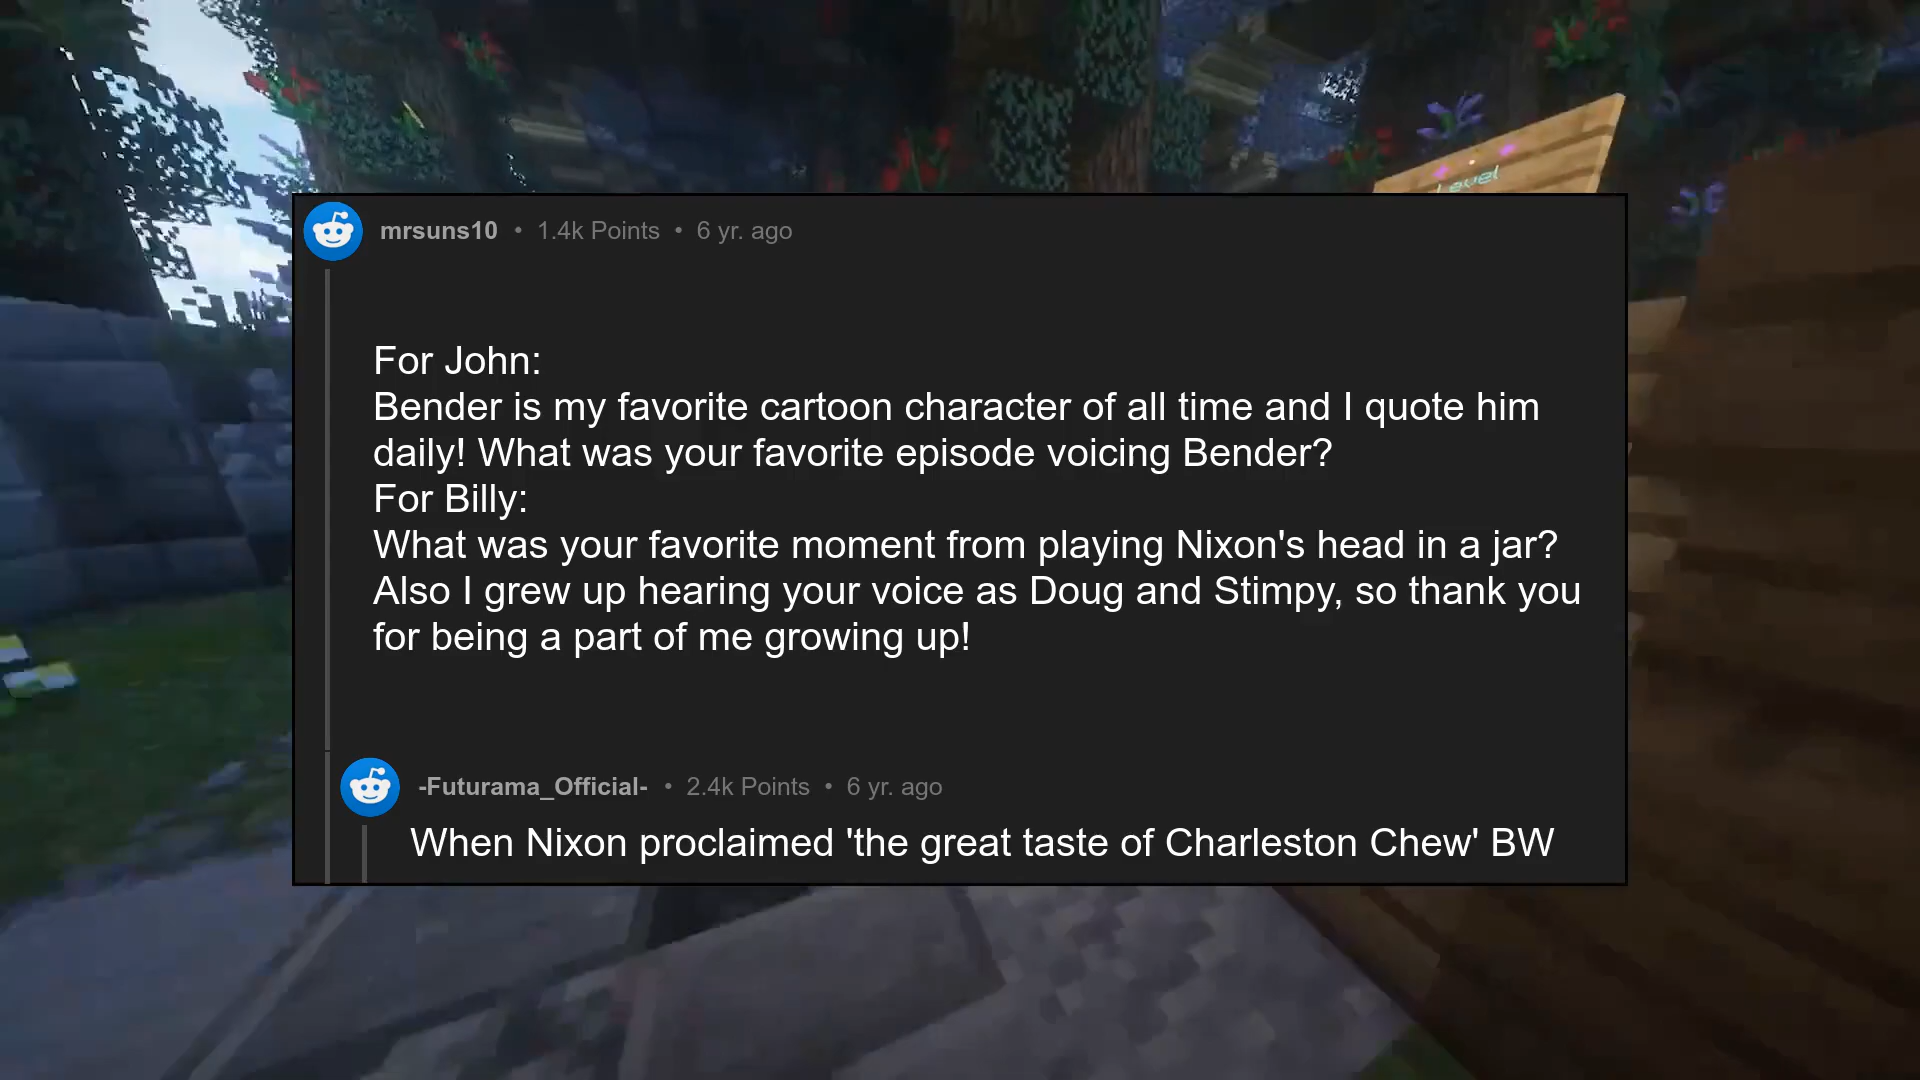 Level
mrsuns10 • 1.4k Points • 6 yr. ago
For John:
Bender is my favorite cartoon character of all time and I quote him
daily! What was your favorite episode voicing Bender?
For Billy:
What was your favorite moment from playing Nixon's head in a jar?
Also I grew up hearing your voice as Doug and Stimpy, so thank you
for being a part of me growing up!
-Futurama_Official- • 2.4k Points • 6 yr. ago
When Nixon proclaimed 'the great taste of Charleston Chew' BW